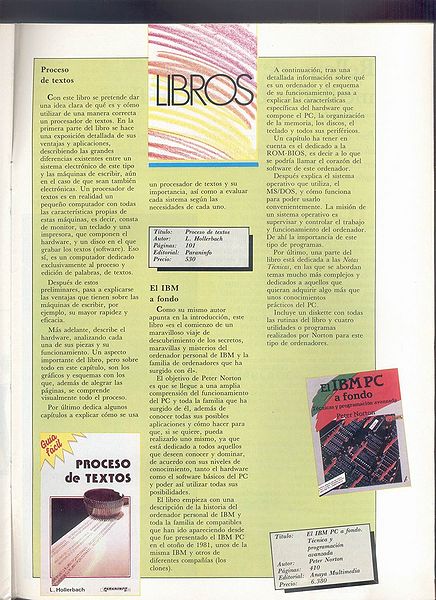 LIBROS
Proceso
de textos
Con este libro se pretende dar
una idea clara de qué es y cómo
utilizar de una manera correcta
un procesador de textos. En la
primera parte del libro se hace
una exposición detallada de sus
ventajas y aplicaciones,
describiendo las grandes
diferencias existentes entre un
sistema electrónico de este tipo
y las máquinas de escribir, aún
en el caso de que sean también
electrónicas. Un procesador de
textos es en realidad un
pequeño computador con todas
las características propias de
estas máquinas, es decir, consta
de monitor, un teclado y una
impresora, que componen el
hardware, y un disco en el que
grabar los textos (software). Eso
sí, es un computador dedicado
exclusivamente al proceso y
edición de palabras, de textos.
Después de estos
preliminares, pasa a explicarse
las ventajas que tienen sobre las
máquinas de escribir, por
ejemplo, su mayor rapidez y
eficacia.
Más adelante, describe el
hardware, analizando cada
una de sus piezas y su
funcionamiento. Un aspecto
importante del libro, pero sobre
todo en este capítulo, son los
gráficos y esquemas con los
que, además de alegrar las
páginas, se comprende
visualmente todo el proceso.
Por último dedica algunos
capítulos a explicar cómo se usa
Guía
fácil
PROCESO
de TEXTOS
L. Hollerbach
PARANINFO
un procesador de textos y su
importancia, así como a evaluar
cada sistema según las
necesidades de cada uno.
Título: Proceso de textos
Autor: L. Hollerbach
Páginas: 101
Editorial: Paraninfo
Precio: 530
El IBM
a fondo
Como su mismo autor
apunta en la introducción, este
libro «es el comienzo de un
maravilloso viaje de
descubrimiento de los secretos,
maravillas y misterios del
ordenador personal de IBM y la
familia de ordenadores que ha
surgido con él».
El objetivo de Peter Norton
es que se llegue a una amplia
comprensión del funcionamiento
del PC y toda la familia que ha
surgido de él, además de
conocer todas sus posibles
aplicaciones y cómo hacer para
que, si se quiere, pueda
realizarlo uno mismo, ya que
está dedicado a todos aquellos
que deseen conocer y dominar,
de acuerdo con sus niveles de
conocimiento, tanto el hardware
como el software básicos del PC
y poder así utilizar todas sus
posibilidades.
El libro empieza con una
descripción de la historia del
ordenador personal de IBM y
toda la familia de compatibles
que han ido apareciendo desde
que fue presentado el IBM PC
en el otoño de 1981, unos de la
misma IBM y otros de
diferentes compañías (los
clones).
A continuación, tras una
detallada información sobre qué
es un ordenador y el esquema
de su funcionamiento, pasa a
explicar las características
específicas del hardware que
compone el PC, la organización
de la memoria, los discos, el
teclado y todos sus periféricos.
Un capítulo ha tener en
cuenta es el dedicado a la
ROM-BIOS, es decir a lo que
se podría llamar el corazón del
software de este ordenador.
Después explica el sistema
operativo que utiliza, el
MS/DOS, y cómo funciona
para poder usarlo
convenientemente. La misión de
un sistema operativo es
supervisar y controlar el trabajo
y funcionamiento del ordenador.
De ahí la importancia de este
tipo de programas.
Por último, una parte del
libro está dedicada a las Notas
Técnicas, en las que se abordan
temas mucho más complejos y
dedicados a aquellos que
quieran adquirir algo más que
unos conocimientos
prácticos del PC.
Incluye un diskette con todas
las rutinas del libro y cuatro
utilidades o programas
realizados por Norton para este
tipo de ordenadores.
El IBM PC
a fondo
Técnicas y programación avanzada
Peter Norton
Título: El IBM PC a fondo.
Técnica y
programación
avanzada
Autor: Peter Norton
Páginas: 410
Editorial: Anaya Multimedia
Precio: 6.380